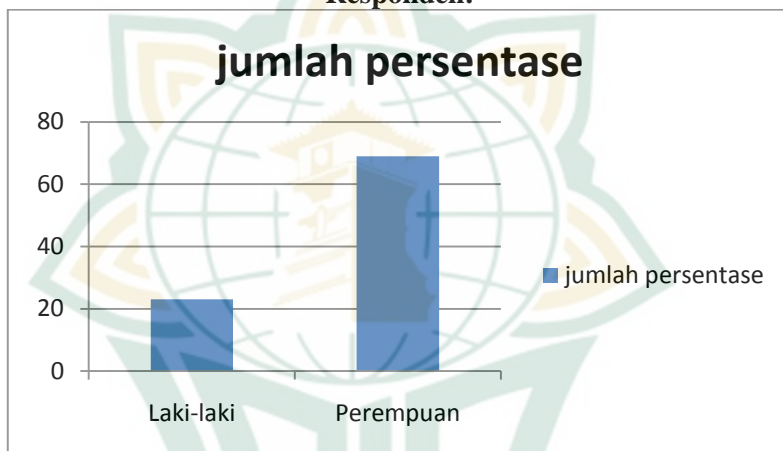 Responden.
jumlah persentase
80
60
40
20
0
Laki-laki
Perempuan
jumlah persentase